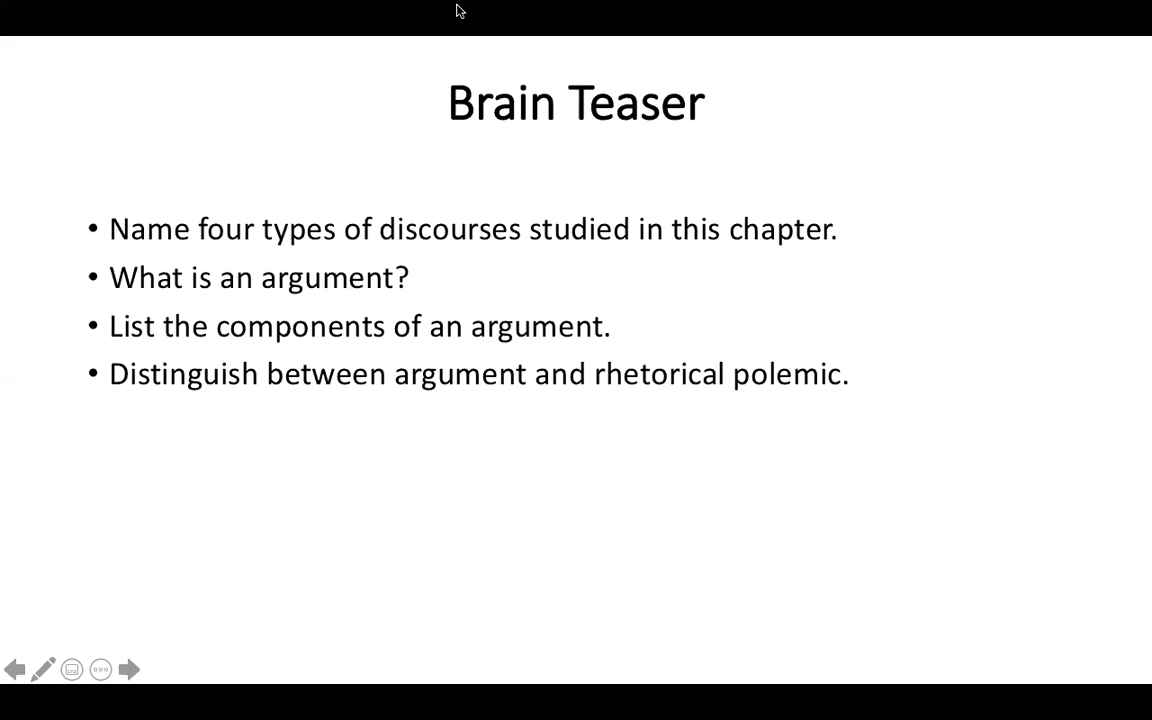 Brain Teaser
• Name four types of discourses studied in this chapter.
• What is an argument?
• List the components of an argument.
• Distinguish between argument and rhetorical polemic.